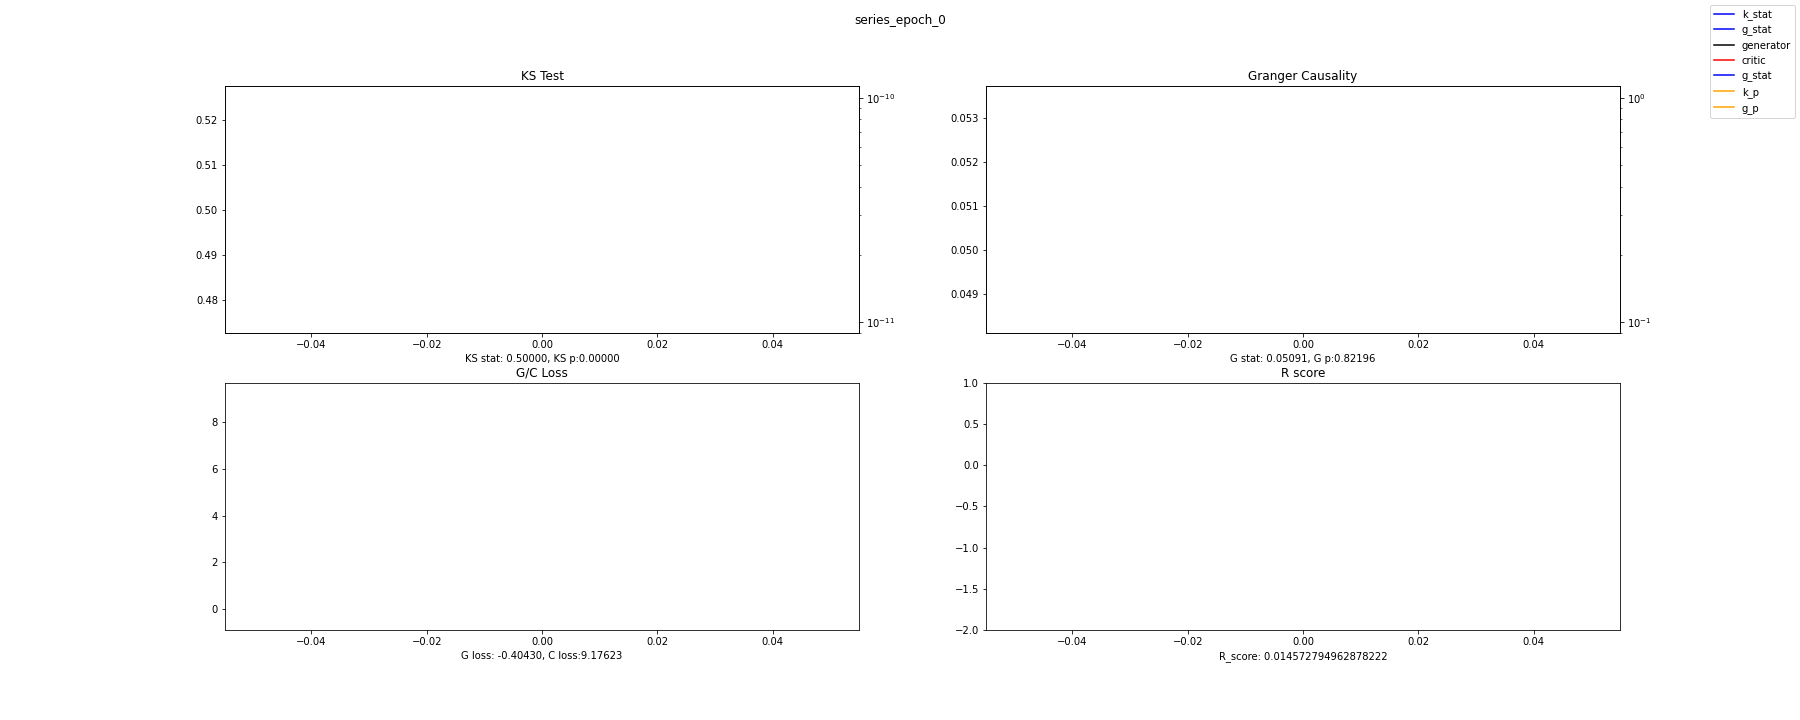 series_epoch_0
k_stat
g_stat
generator
critic
g_stat
k_p
g_p
KS Test
0.52
0.51
0.50
0.49
0.48
10⁻¹⁰
10⁻¹¹
−0.04 −0.02 0.00 0.02 0.04
KS stat: 0.50000, KS p:0.00000
Granger Causality
0.053
0.052
0.051
0.050
0.049
10⁰
10⁻¹
−0.04 −0.02 0.00 0.02 0.04
G stat: 0.05091, G p:0.82196
G/C Loss
8
6
4
2
0
−0.04 −0.02 0.00 0.02 0.04
G loss: -0.40430, C loss:9.17623
R score
1.0
0.5
0.0
−0.5
−1.0
−1.5
−2.0
−0.04 −0.02 0.00 0.02 0.04
R_score: 0.014572794962878222